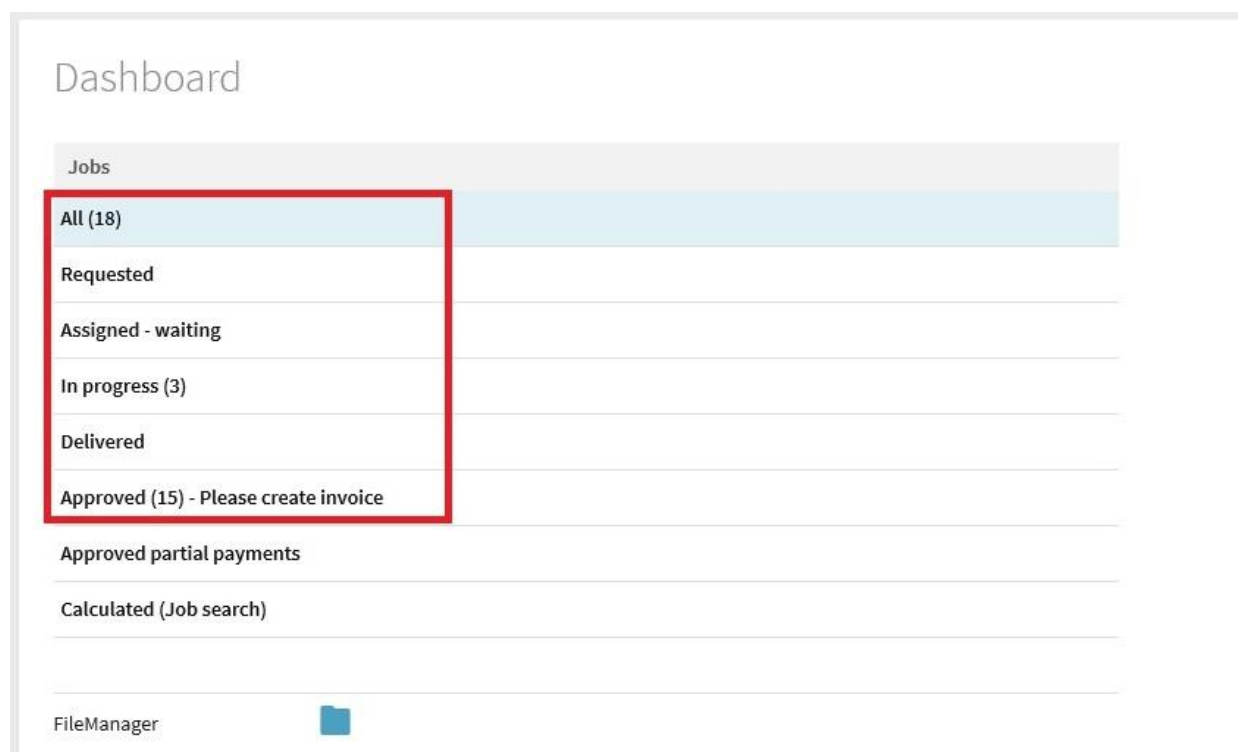 Dashboard
Jobs
All (18)
Requested
Assigned - waiting
In progress (3)
Delivered
Approved (15) - Please create invoice
Approved partial payments
Calculated (Job search)
FileManager